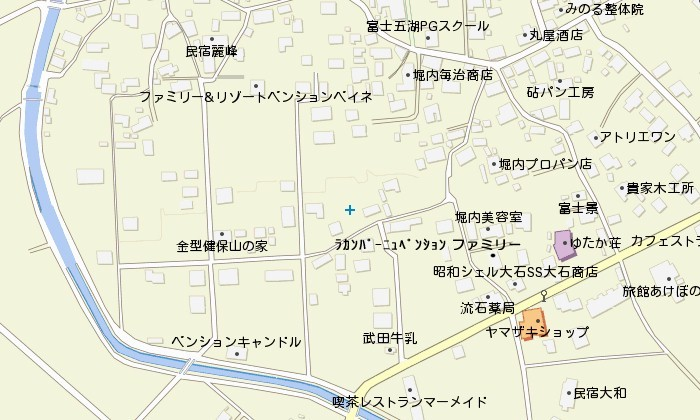 みのる整体院
富士五湖PGスクール
丸屋酒店
民宿麗峰
堀内毎治商店
砧パン工房
ファミリー&リゾートペンションベイネ
アトリエワン
堀内プロパン店
貴家木工所
富士景
堀内美容室
金型健保山の家
ﾗｶﾝﾊﾟｰﾆｭﾍﾟﾝｼｮﾝ ファミリー
ゆたか荘
カフェストラ
昭和シェル大石SS大石商店
旅館あけぼの
流石薬局
ヤマザキショップ
ペンションキャンドル
武田牛乳
喫茶レストランマーメイド
民宿大和